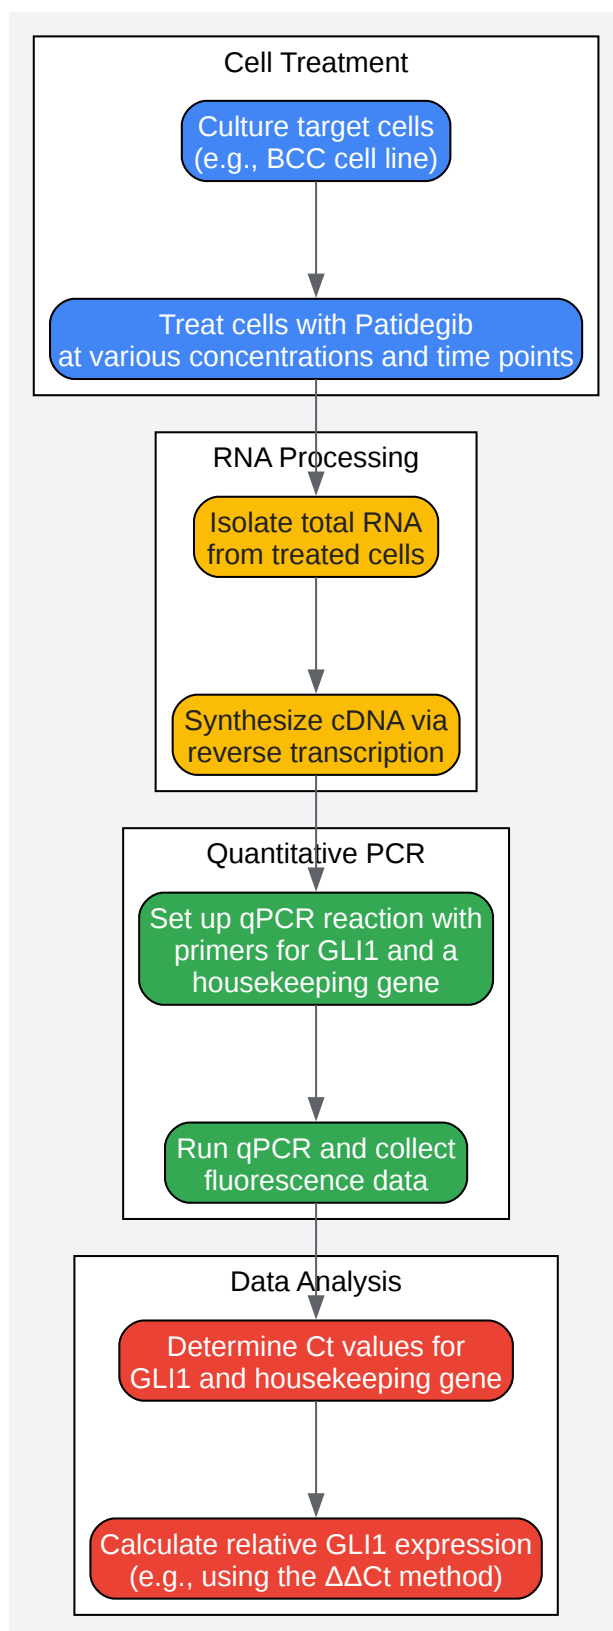 Cell Treatment
Culture target cells
(e.g., BCC cell line)
Treat cells with Patidegib
at various concentrations and time points
RNA Processing
Isolate total RNA
from treated cells
Synthesize cDNA via
reverse transcription
Quantitative PCR
Set up qPCR reaction with
primers for GLI1 and a
housekeeping gene
Run qPCR and collect
fluorescence data
Data Analysis
Determine Ct values for
GLI1 and housekeeping gene
Calculate relative GLI1 expression
(e.g., using the ΔΔCt method)